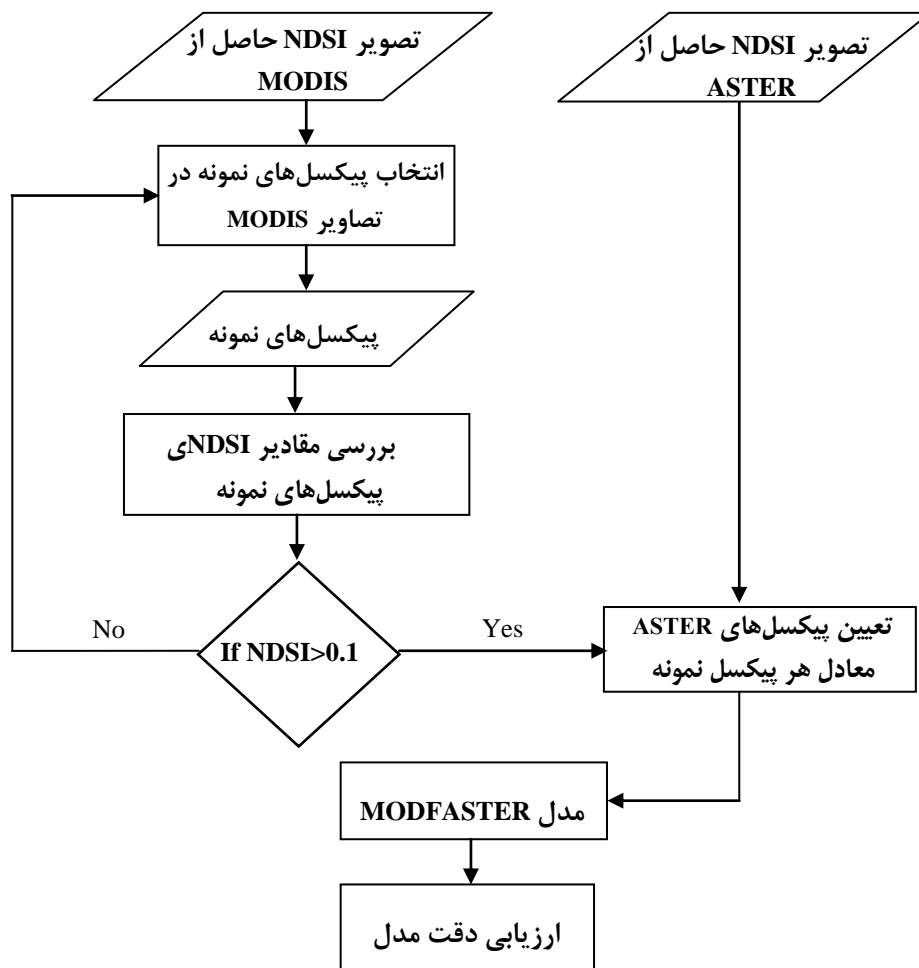 تصویر NDSI حاصل از
MODIS
تصویر NDSI حاصل از
ASTER
انتخاب پیکسل‌های نمونه در
تصاویر MODIS
پیکسل‌های نمونه
بررسی مقادیر NDSIی
پیکسل‌های نمونه
If NDSI>0.1
No
Yes
تعیین پیکسل‌های ASTER
معادل هر پیکسل نمونه
مدل MODFASTER
ارزیابی دقت مدل